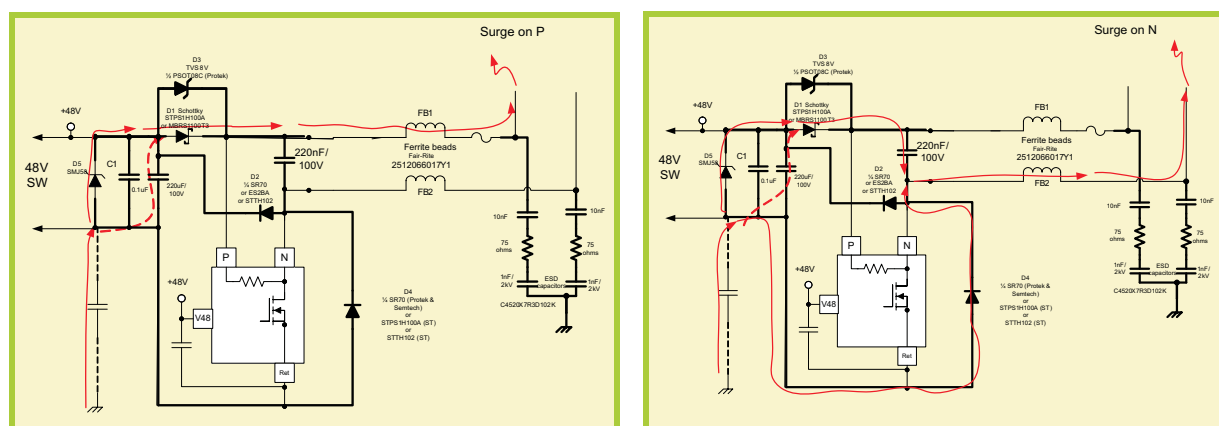 Surge on P
D3
TVS 8V
½ PSOT08C (Protek)
+48V
D1 Schottky
STPS1H100A
or MBRS1100T3
FB1
Ferrite beads
Fair-Rite
2512066017Y1
FB2
48V
SW
D5
SMJ58
C1
0.1uF
220uF/
100V
220nF/
100V
D2
¼ SR70
or ES2BA
or STTH102
10nF
10nF
75
ohms
75
ohms
P
N
+48V
V48
Ret
1nF/
2kV
ESD
capacitors
1nF/
2kV
C4520X7R3D102K
D4
¼ SR70 (Protek &
Semtech)
or
STPS1H100A (ST)
or
STTH102 (ST)
Surge on N
D3
TVS 8V
½ PSOT08C (Protek)
+48V
D1 Schottky
STPS1H100A
or MBRS1100T3
FB1
Ferrite beads
Fair-Rite
2512066017Y1
FB2
48V
SW
D5
SMJ58
C1
0.1uF
220uF/
100V
220nF/
100V
D2
¼ SR70
or ES2BA
or STTH102
10nF
10nF
75
ohms
75
ohms
P
N
+48V
V48
Ret
1nF/
2kV
ESD
capacitors
1nF/
2kV
C4520X7R3D102K
D4
¼ SR70 (Protek &
Semtech)
or
STPS1H100A (ST)
or
STTH102 (ST)